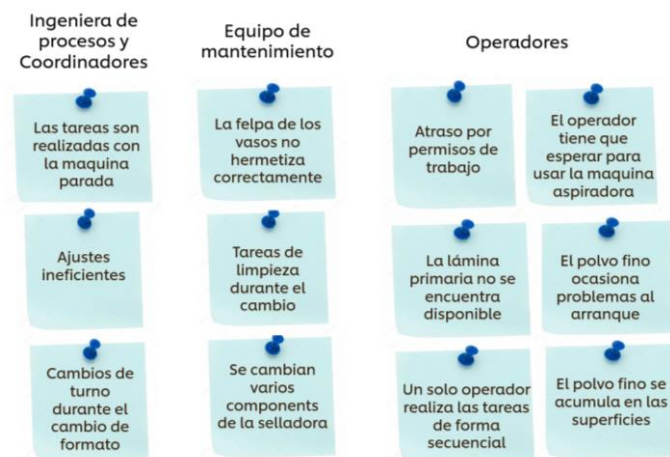 Ingeniera de
procesos y
Coordinadores
Las tareas son
realizadas con
la maquina
parada
Ajustes
ineficientes
Cambios de
turno
durante el
cambio de
formato
Equipo de
mantenimiento
La felpa de los
vasos no
hermetiza
correctamente
Tareas de
limpieza
durante el
cambio
Se cambian
varios
components
de la selladora
Operadores
Atraso por
permisos de
trabajo
El operador
tiene que
esperar para
usar la maquina
aspiradora
La lámina
primaria no se
encuentra
disponible
El polvo fino
ocasiona
problemas al
arranque
Un solo operador
realiza las tareas
de forma
secuencial
El polvo fino se
acumula en las
superficies